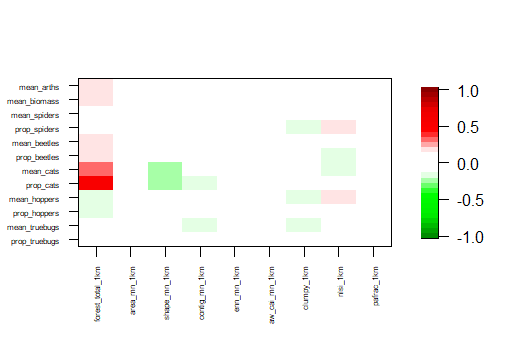 mean_arths
mean_biomass
mean_spiders
prop_spiders
mean_beetles
prop_beetles
mean_cats
prop_cats
mean_hoppers
prop_hoppers
mean_truebugs
prop_truebugs
forest_total_1km
area_mn_1km
shape_mn_1km
contig_mn_1km
enn_mn_1km
aw_cai_mn_1km
clumpy_1km
nlsi_1km
pafrac_1km
1.0
0.5
0.0
-0.5
-1.0